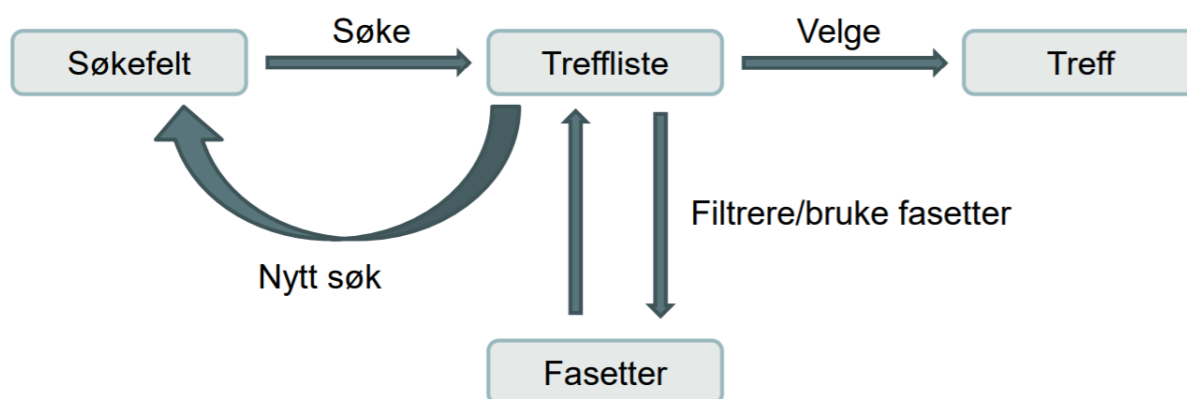 Søke
Velge
Søkefelt
Treffliste
Treff
Filtrere/bruke fasetter
Nytt søk
Fasetter